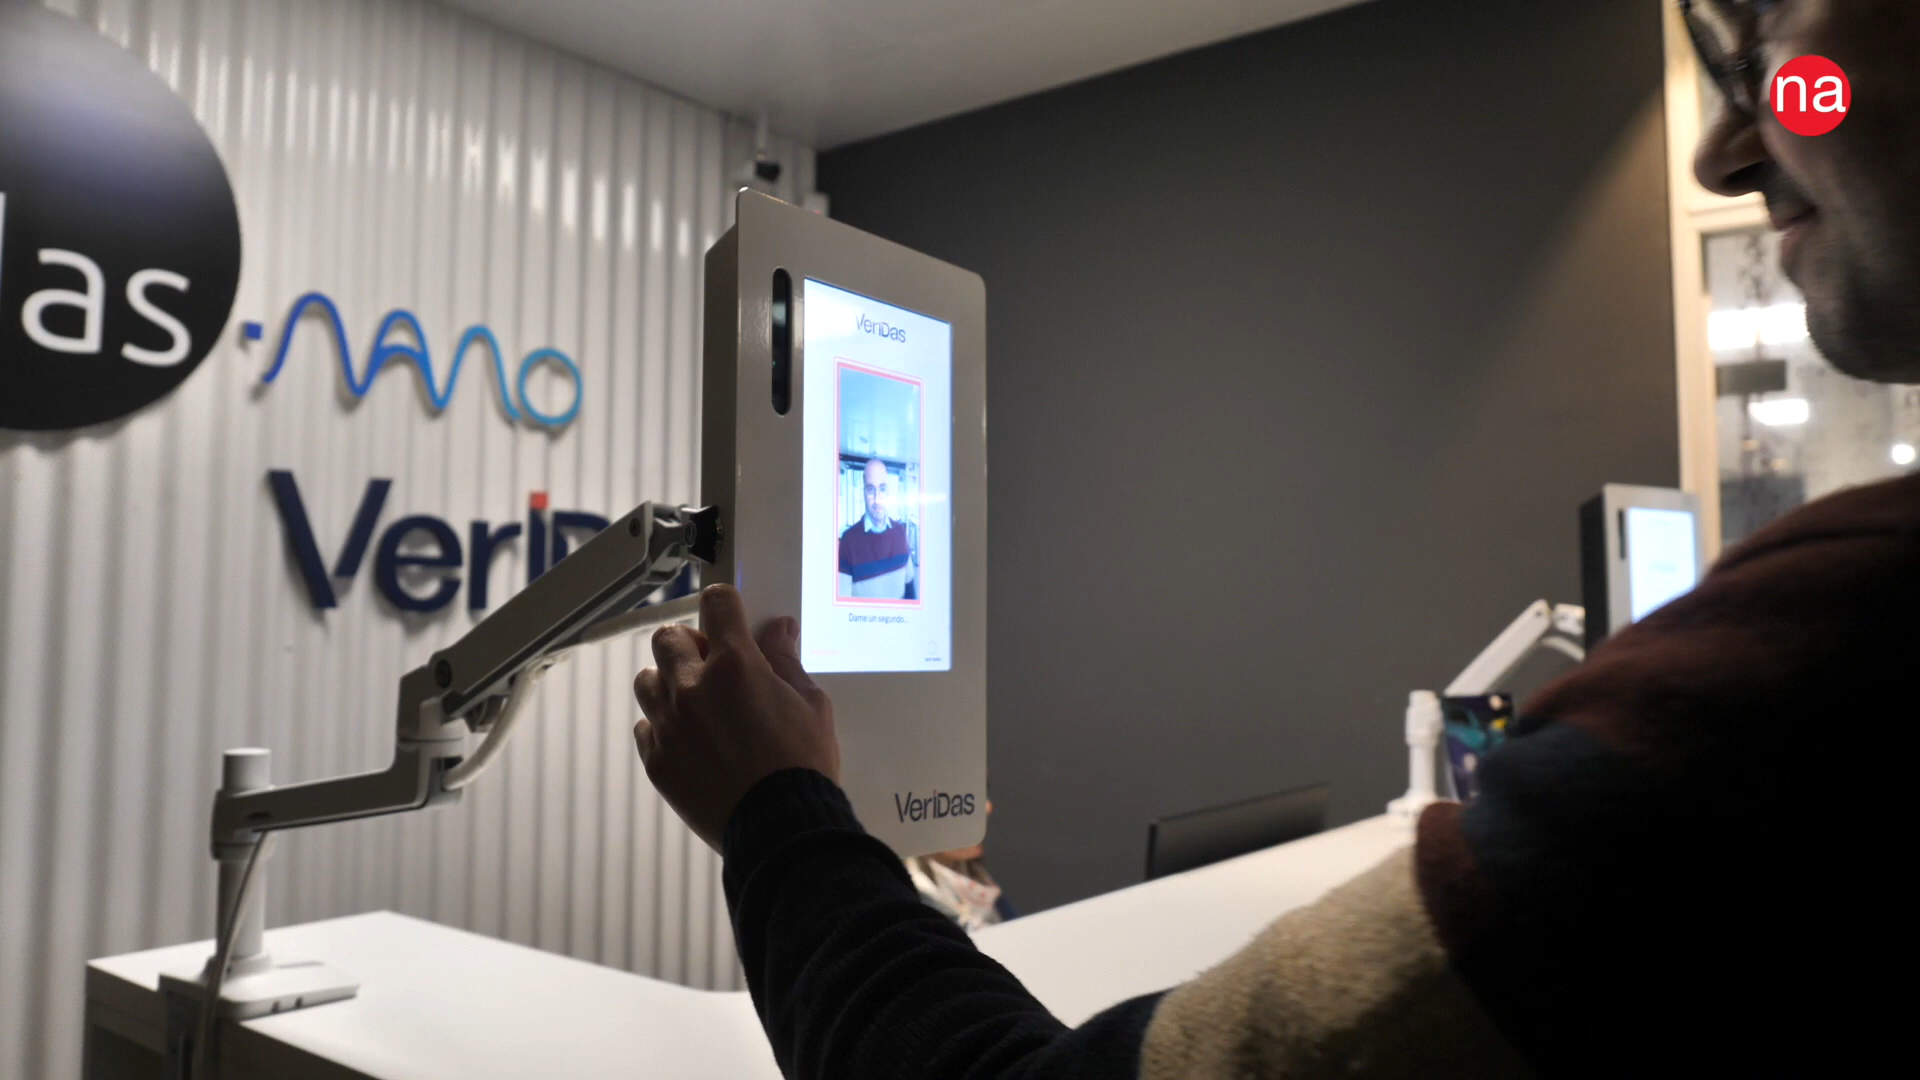 na
das
NANO
VeriDas
VeriDas
Dame un segundo...
VeriDas